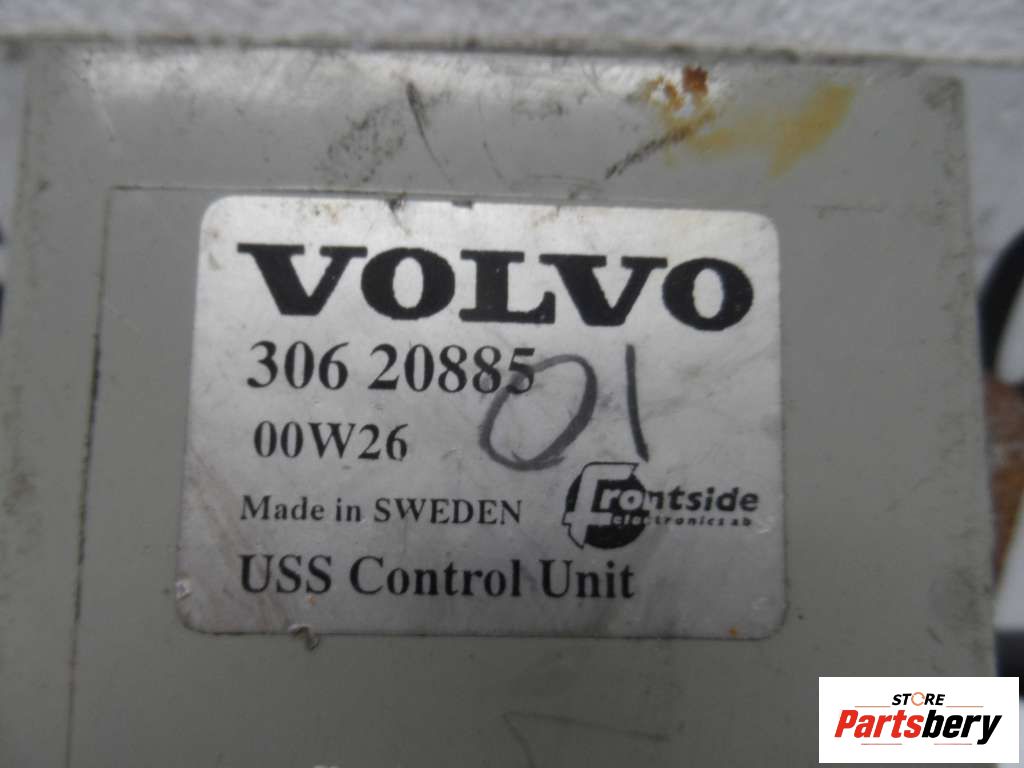 VOLVO
306 20885
01
00W26
Made in SWEDEN
Frontside
electronics ab
USS Control Unit
STORE
Partsbery